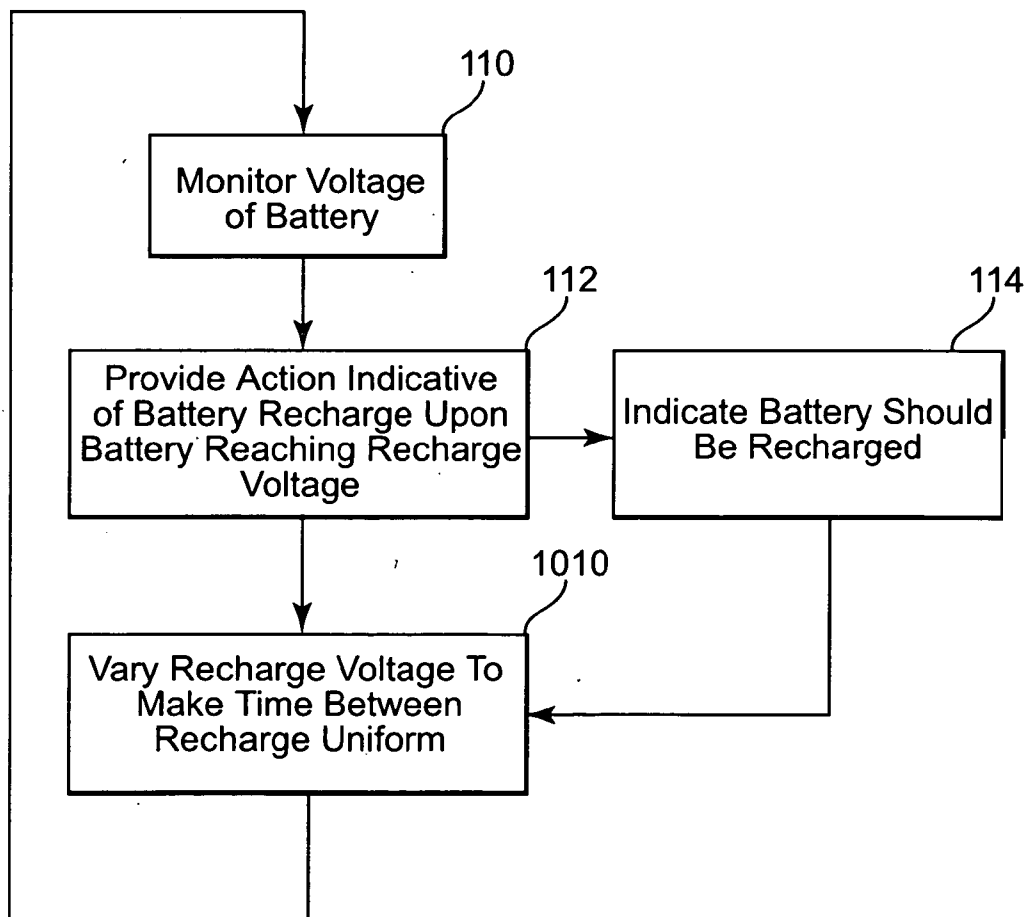 110
Monitor Voltage
of Battery
112
Provide Action Indicative
of Battery Recharge Upon
Battery Reaching Recharge
Voltage
114
Indicate Battery Should
Be Recharged
1010
Vary Recharge Voltage To
Make Time Between
Recharge Uniform